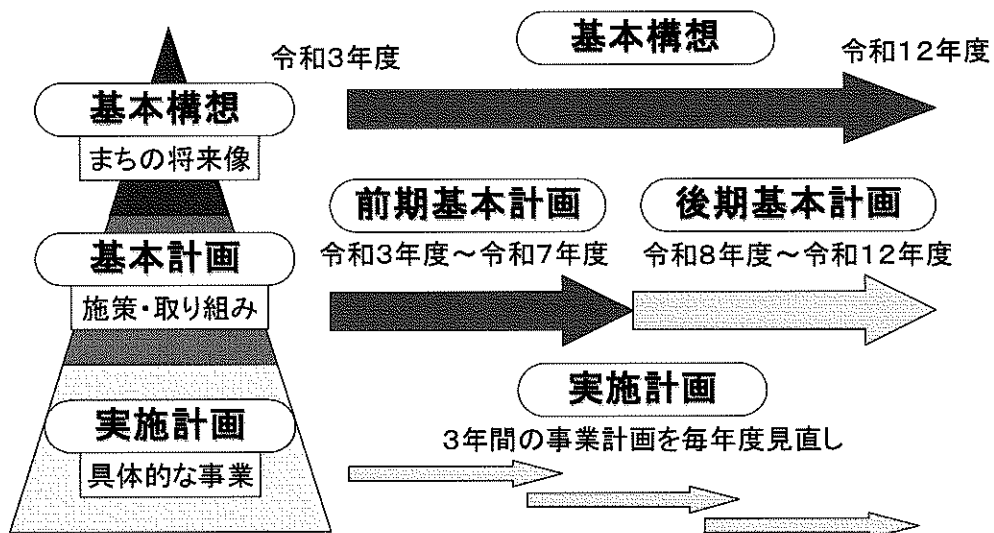 基本構想
まちの将来像
基本計画
施策・取り組み
実施計画
具体的な事業
基本構想
令和3年度
令和12年度
前期基本計画
後期基本計画
令和3年度～令和7年度
令和8年度～令和12年度
実施計画
3年間の事業計画を毎年度見直し